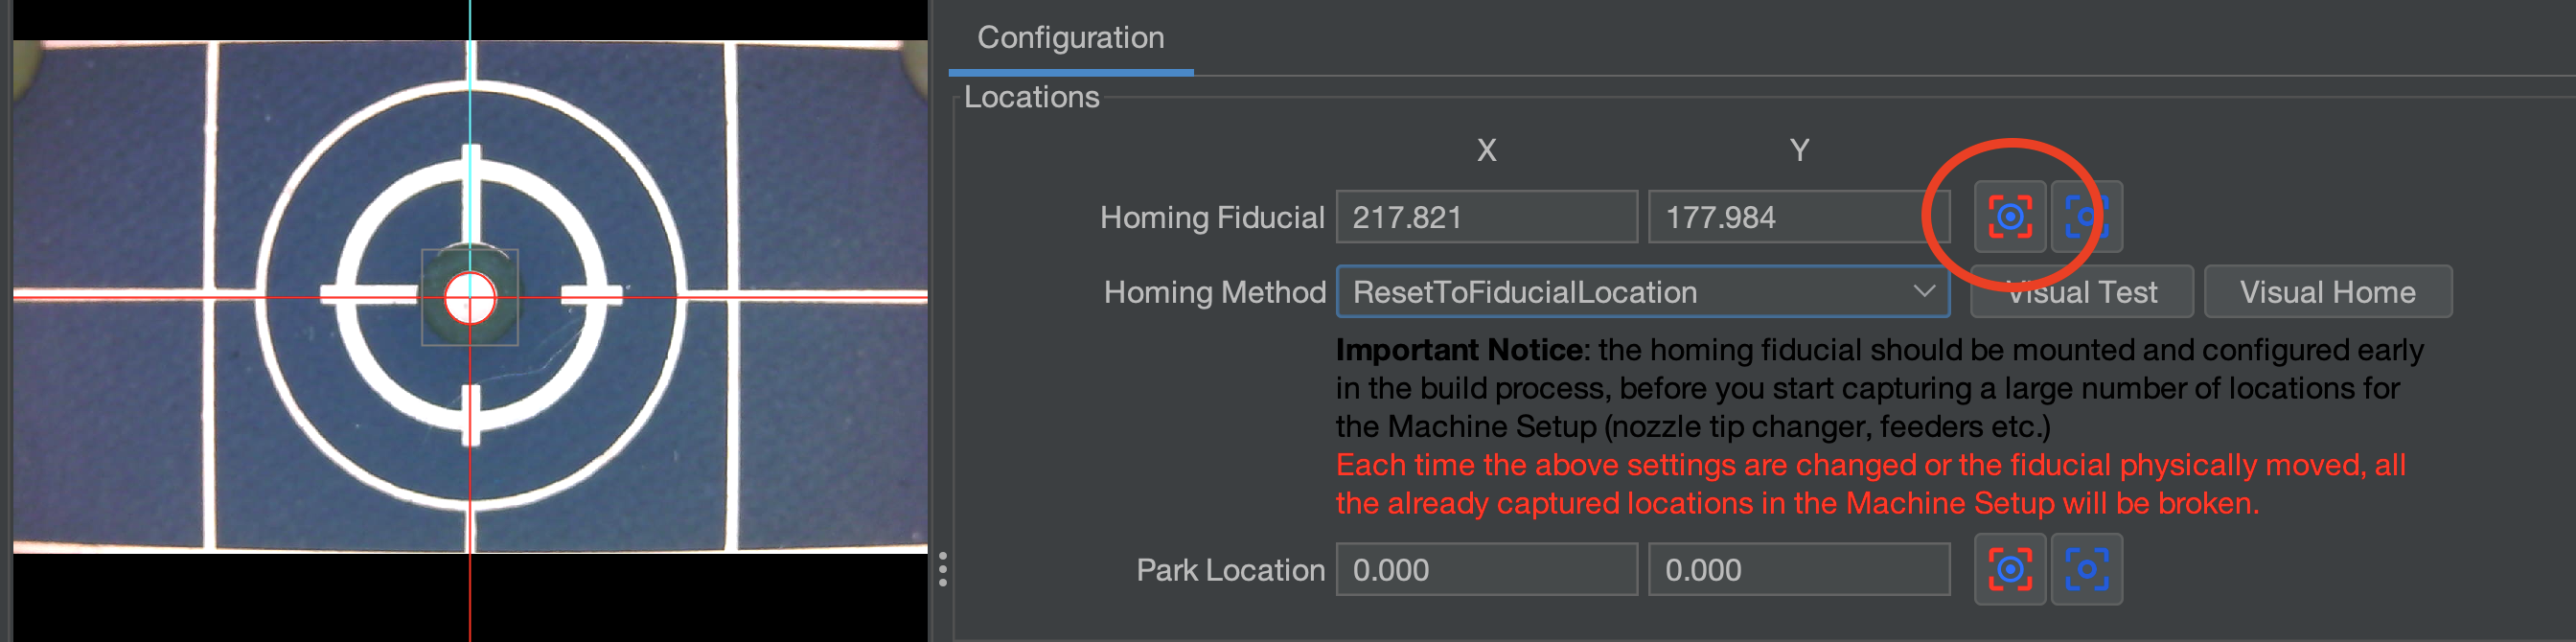 Configuration
Locations
X Y
Homing Fiducial 217.821 177.984
Homing Method ResetToFiducialLocation Visual Test Visual Home
Important Notice: the homing fiducial should be mounted and configured early
in the build process, before you start capturing a large number of locations for
the Machine Setup (nozzle tip changer, feeders etc.)
Each time the above settings are changed or the fiducial physically moved, all
the already captured locations in the Machine Setup will be broken.
Park Location 0.000 0.000